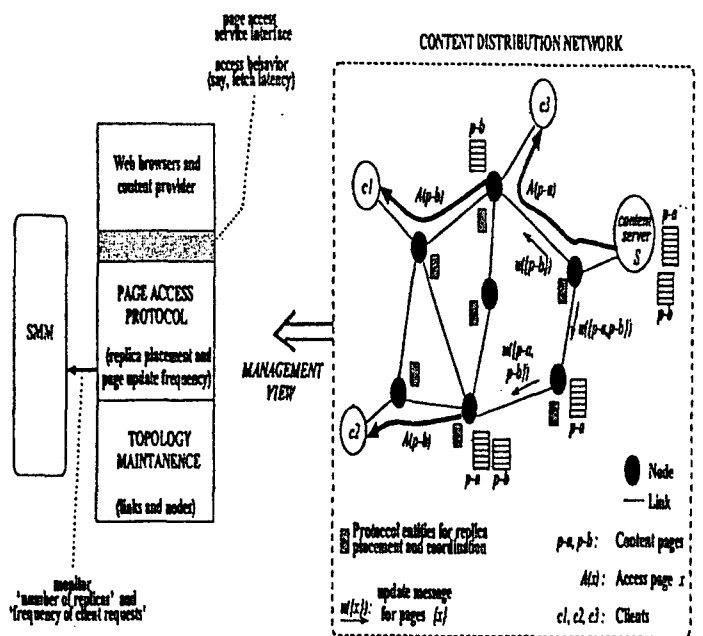 page access
service interface
access behavior
(say, fetch latency)
CONTENT DISTRIBUTION NETWORK
Web browsers and
content provider
SMM
PAGE ACCESS
PROTOCOL
(replica placement and
page update frequency)
TOPOLOGY
MAINTANENCE
(links and nodes)
monitor
'number of replicas' and
'frequency of client requests'
MANAGEMENT
VIEW
c3
p-b
c1
A(p-b)
A(p-a)
content
server
S
p-a
p-b
u({p-b})
u({p-a,p-b})
u({p-a,
p-b})
p-a
c2
A(p-b)
p-a
p-b
Node
Link
Protocol entities for replica
placement and coordination
p-a, p-b: Content pages
A(x): Access page x
u({x}): update message
for pages {x}
c1, c2, c3: Clients